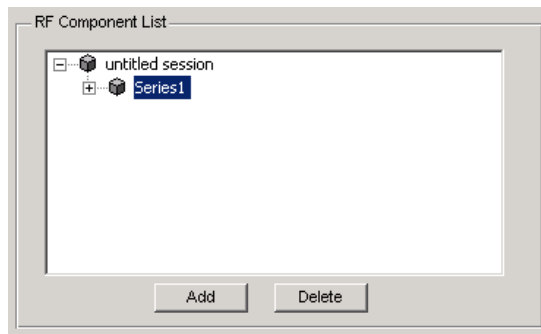 RF Component List
untitled session
Series1
Add Delete